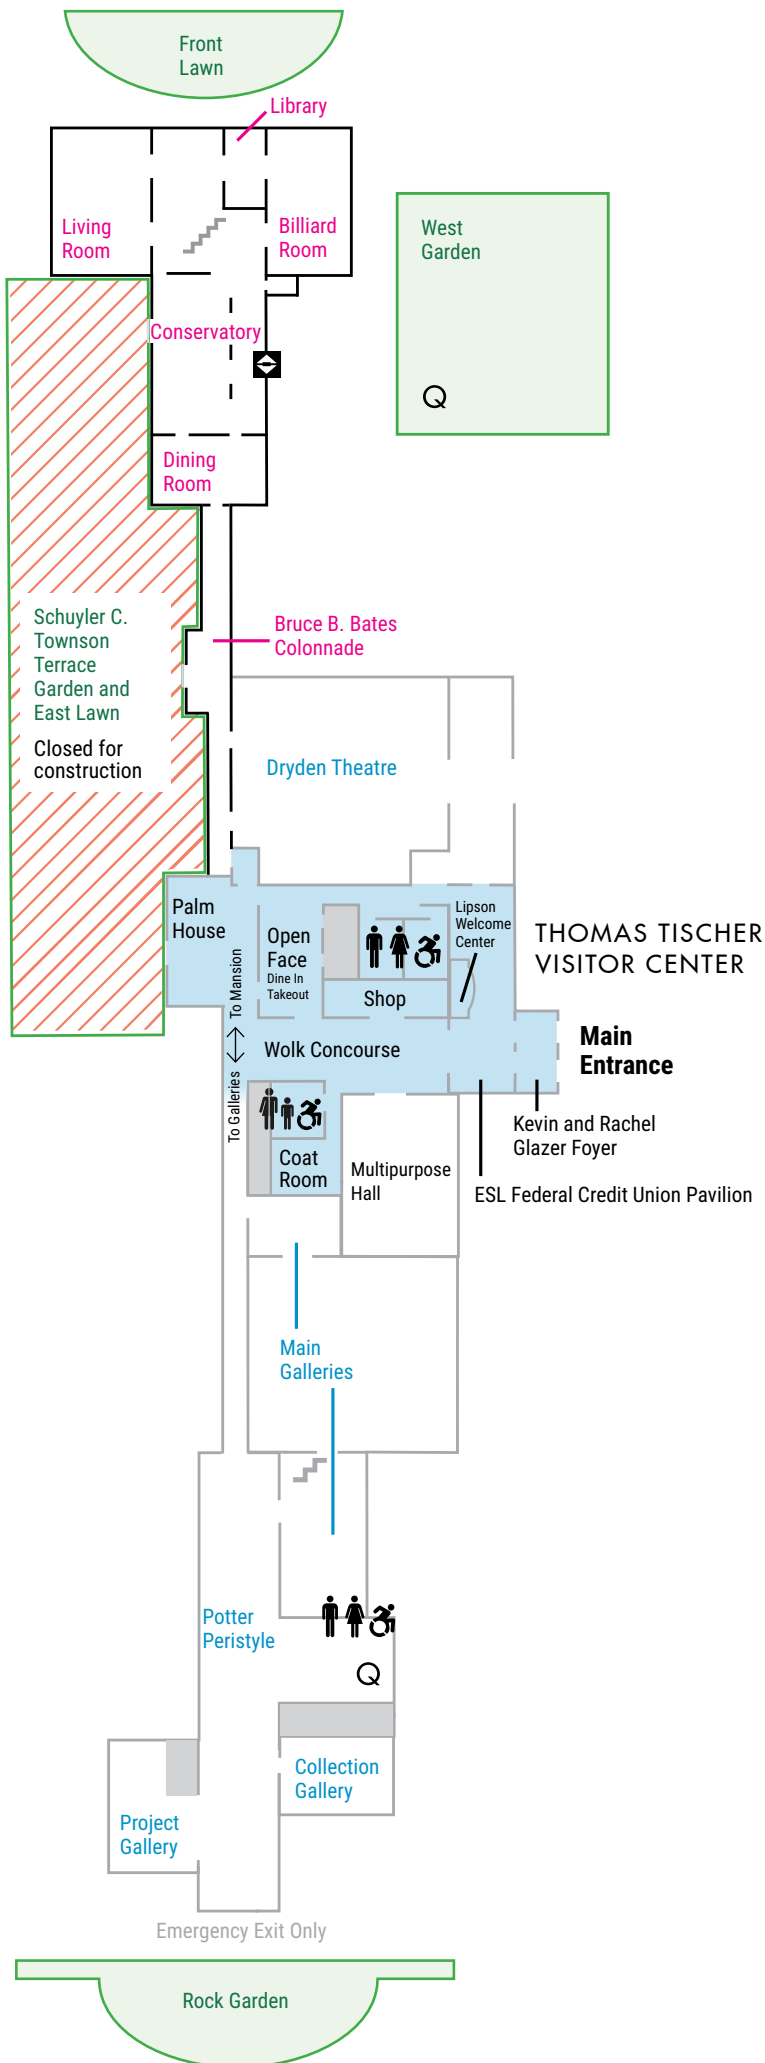 Front
Lawn
Library
Living
Room
Billiard
Room
West
Garden
Conservatory
Q
Dining
Room
Schuyler C.
Townson
Terrace
Garden and
East Lawn
Closed for
construction
Bruce B. Bates
Colonnade
Dryden Theatre
Palm
House
To Mansion
Open
Face
Dine In
Takeout
Lipson
Welcome
Center
Shop
THOMAS TISCHER
VISITOR CENTER
Wolk Concourse
Main
Entrance
To Galleries
Coat
Room
Multipurpose
Hall
Kevin and Rachel
Glazer Foyer
ESL Federal Credit Union Pavilion
Main
Galleries
Potter
Peristyle
Q
Collection
Gallery
Project
Gallery
Emergency Exit Only
Rock Garden